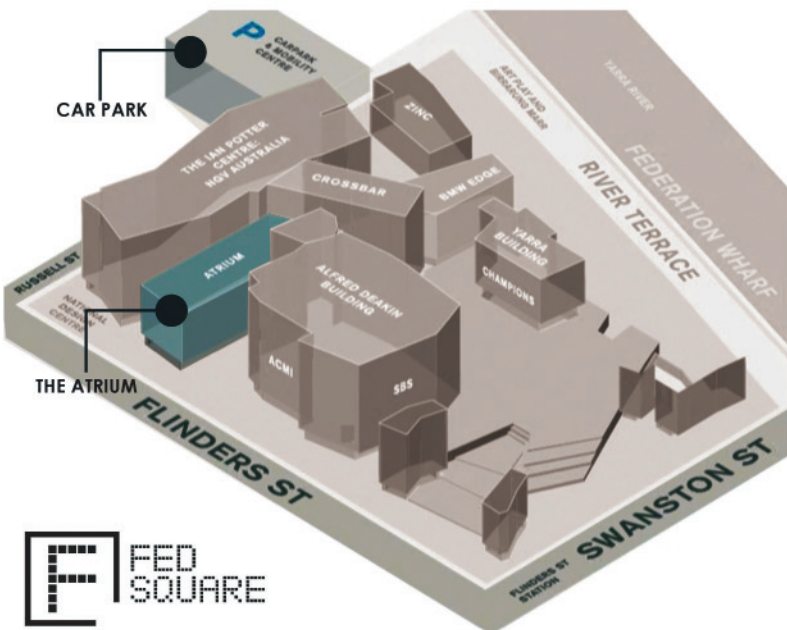 P
CARPARK
& MOBILITY
CENTRE
CAR PARK
ZINC
ART PLAY AND
BIRRARUNG MARR
YARRA RIVER
THE IAN POTTER
CENTRE:
NGV AUSTRALIA
CROSSBAR
BMW EDGE
RIVER TERRACE
FEDERATION WHARF
YARRA
BUILDING
CHAMPIONS
ATRIUM
ALFRED DEAKIN
BUILDING
RUSSELL ST
NATIONAL
DESIGN
CENTRE
THE ATRIUM
ACMI
SBS
FLINDERS ST
SWANSTON ST
FLINDERS ST
STATION
F
FED
SQUARE